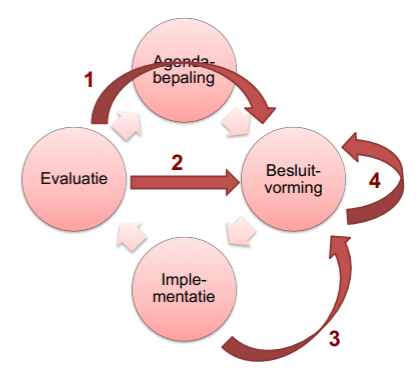 Agenda-
bepaling
1
Evaluatie
2
Besluit-
vorming
4
Imple-
mentatie
3